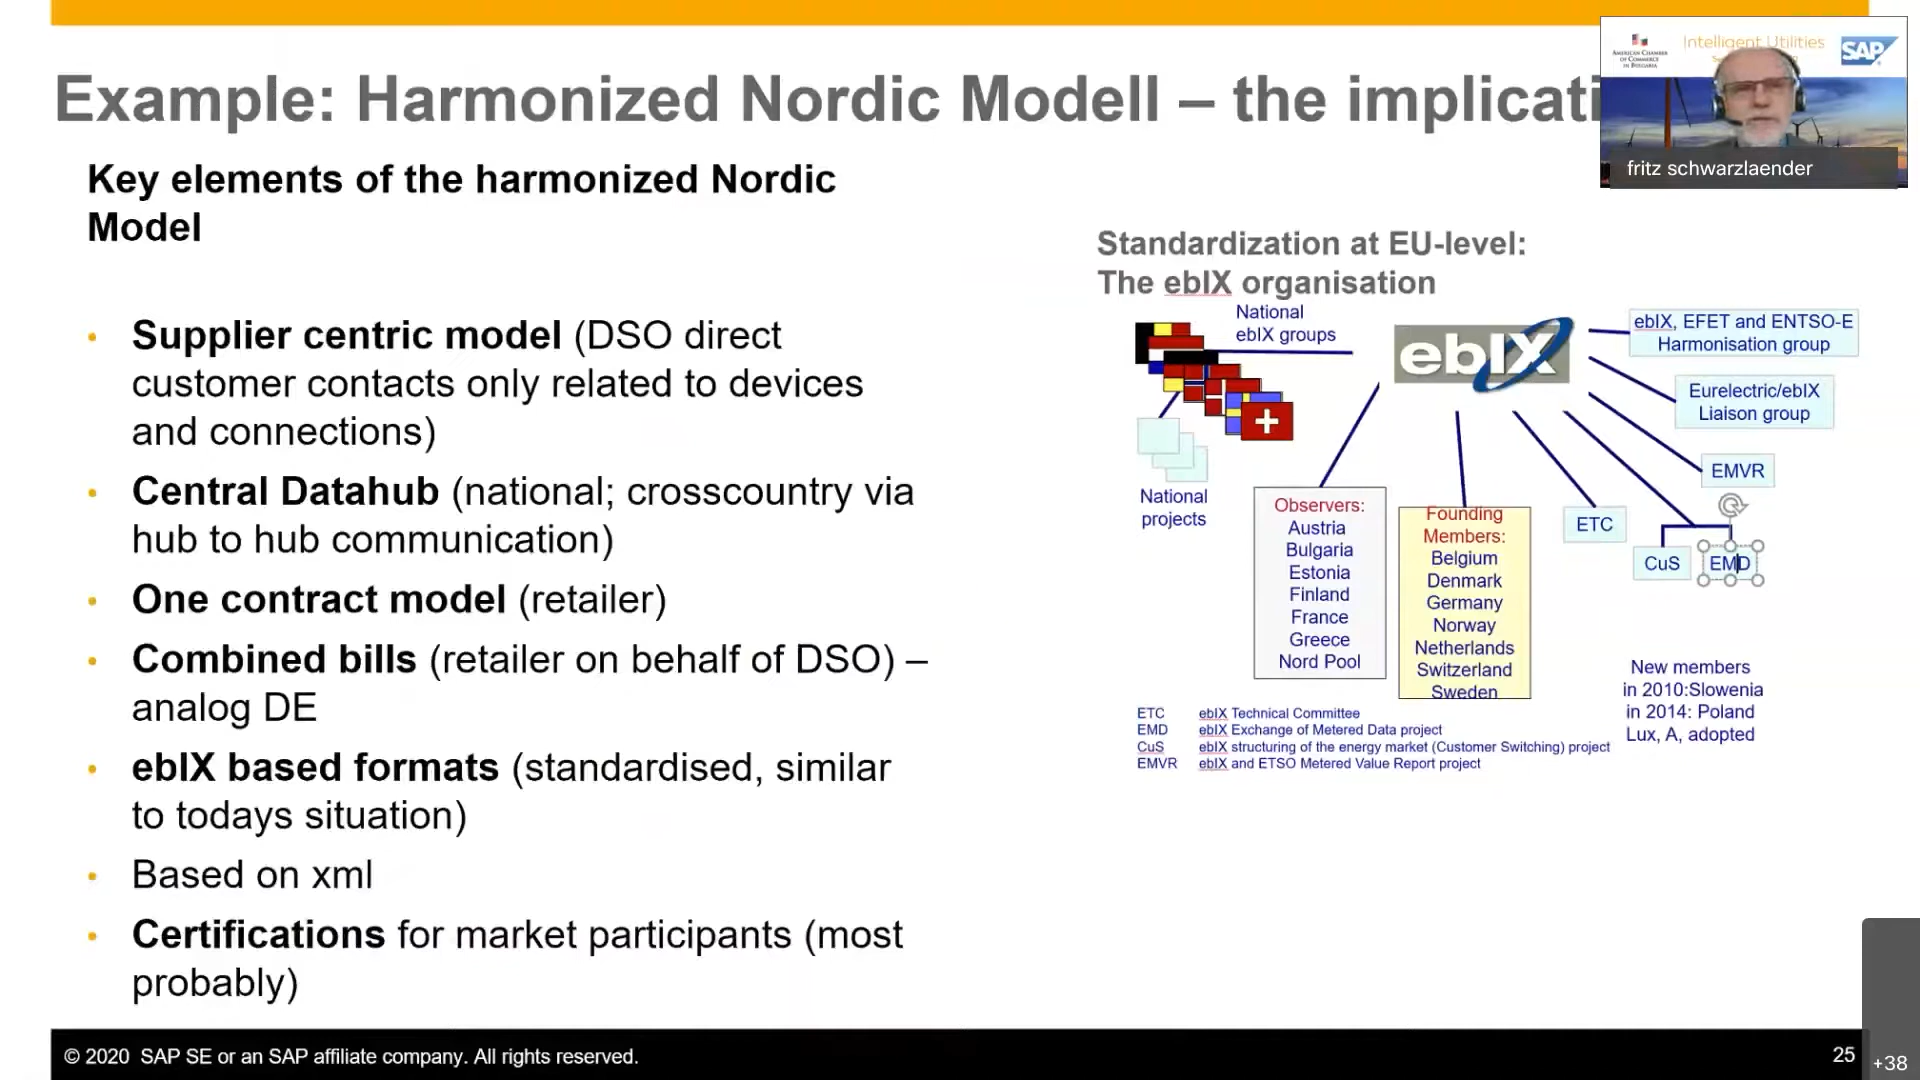 Example: Harmonized Nordic Modell – the implicati
AMERICAN CHAMBER
OF COMMERCE
IN BULGARIA
Intelligent Utilities
SAP
fritz schwarzlaender
Key elements of the harmonized Nordic
Model
• Supplier centric model (DSO direct
customer contacts only related to devices
and connections)
• Central Datahub (national; crosscountry via
hub to hub communication)
• One contract model (retailer)
• Combined bills (retailer on behalf of DSO) –
analog DE
• ebIX based formats (standardised, similar
to todays situation)
• Based on xml
• Certifications for market participants (most
probably)
Standardization at EU-level:
The ebIX organisation
National
ebIX groups
ebIX
ebIX, EFET and ENTSO-E
Harmonisation group
Eurelectric/ebIX
Liaison group
EMVR
ETC
CuS
EMD
National
projects
Observers:
Austria
Bulgaria
Estonia
Finland
France
Greece
Nord Pool
Founding
Members:
Belgium
Denmark
Germany
Norway
Netherlands
Switzerland
Sweden
New members
in 2010:Slowenia
in 2014: Poland
Lux, A, adopted
ETC ebIX Technical Committee
EMD ebIX Exchange of Metered Data project
CuS ebIX structuring of the energy market (Customer Switching) project
EMVR ebIX and ETSO Metered Value Report project
© 2020 SAP SE or an SAP affiliate company. All rights reserved.
25
+38